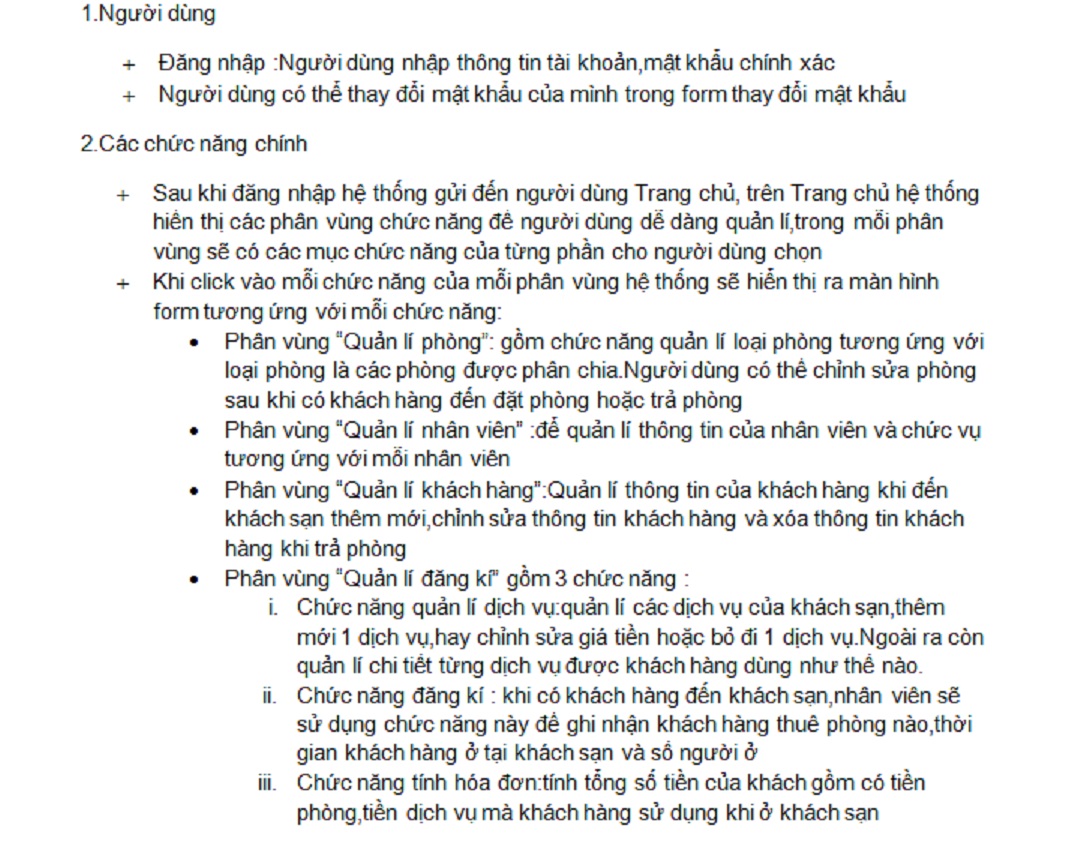 1.Người dùng
+ Đăng nhập :Người dùng nhập thông tin tài khoản,mật khẩu chính xác
+ Người dùng có thể thay đổi mật khẩu của mình trong form thay đổi mật khẩu
2.Các chức năng chính
+ Sau khi đăng nhập hệ thống gửi đến người dùng Trang chủ, trên Trang chủ hệ thống
hiển thị các phân vùng chức năng để người dùng dễ dàng quản lí,trong mỗi phân
vùng sẽ có các mục chức năng của từng phần cho người dùng chọn
+ Khi click vào mỗi chức năng của mỗi phân vùng hệ thống sẽ hiển thị ra màn hình
form tương ứng với mỗi chức năng:
• Phân vùng “Quản lí phòng”: gồm chức năng quản lí loại phòng tương ứng với
loại phòng là các phòng được phân chia.Người dùng có thể chỉnh sửa phòng
sau khi có khách hàng đến đặt phòng hoặc trả phòng
• Phân vùng “Quản lí nhân viên” :để quản lí thông tin của nhân viên và chức vụ
tương ứng với mỗi nhân viên
• Phân vùng “Quản lí khách hàng”:Quản lí thông tin của khách hàng khi đến
khách sạn thêm mới,chỉnh sửa thông tin khách hàng và xóa thông tin khách
hàng khi trả phòng
• Phân vùng “Quản lí đăng kí” gồm 3 chức năng :
i. Chức năng quản lí dịch vụ:quản lí các dịch vụ của khách sạn,thêm
mới 1 dịch vụ,hay chỉnh sửa giá tiền hoặc bỏ đi 1 dịch vụ.Ngoài ra còn
quản lí chi tiết từng dịch vụ được khách hàng dùng như thế nào.
ii. Chức năng đăng kí : khi có khách hàng đến khách sạn,nhân viên sẽ
sử dụng chức năng này để ghi nhận khách hàng thuê phòng nào,thời
gian khách hàng ở tại khách sạn và số người ở
iii. Chức năng tính hóa đơn:tính tổng số tiền của khách gồm có tiền
phòng,tiền dịch vụ mà khách hàng sử dụng khi ở khách sạn